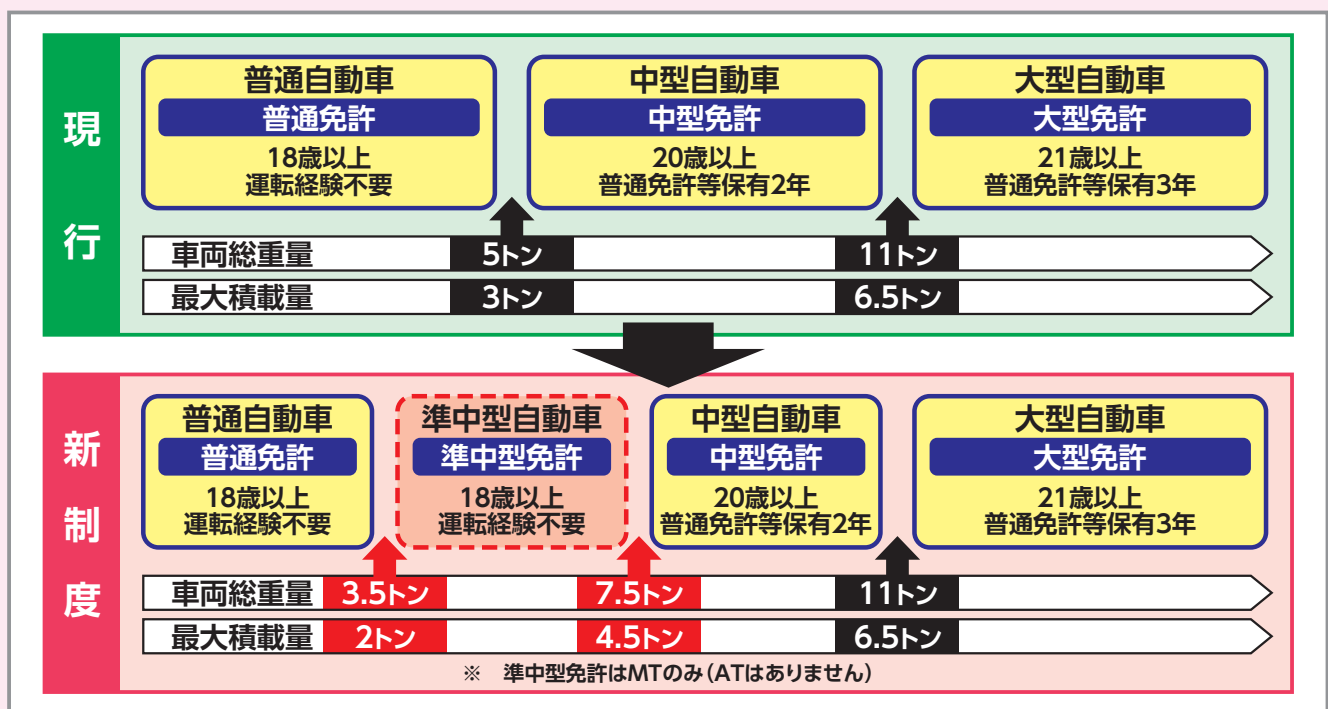 現行
普通自動車
普通免許
18歳以上
運転経験不要
中型自動車
中型免許
20歳以上
普通免許等保有2年
大型自動車
大型免許
21歳以上
普通免許等保有3年
車両総重量 5トン 11トン
最大積載量 3トン 6.5トン
新制度
普通自動車
普通免許
18歳以上
運転経験不要
準中型自動車
準中型免許
18歳以上
運転経験不要
中型自動車
中型免許
20歳以上
普通免許等保有2年
大型自動車
大型免許
21歳以上
普通免許等保有3年
車両総重量 3.5トン 7.5トン 11トン
最大積載量 2トン 4.5トン 6.5トン
※ 準中型免許はMTのみ（ATはありません）